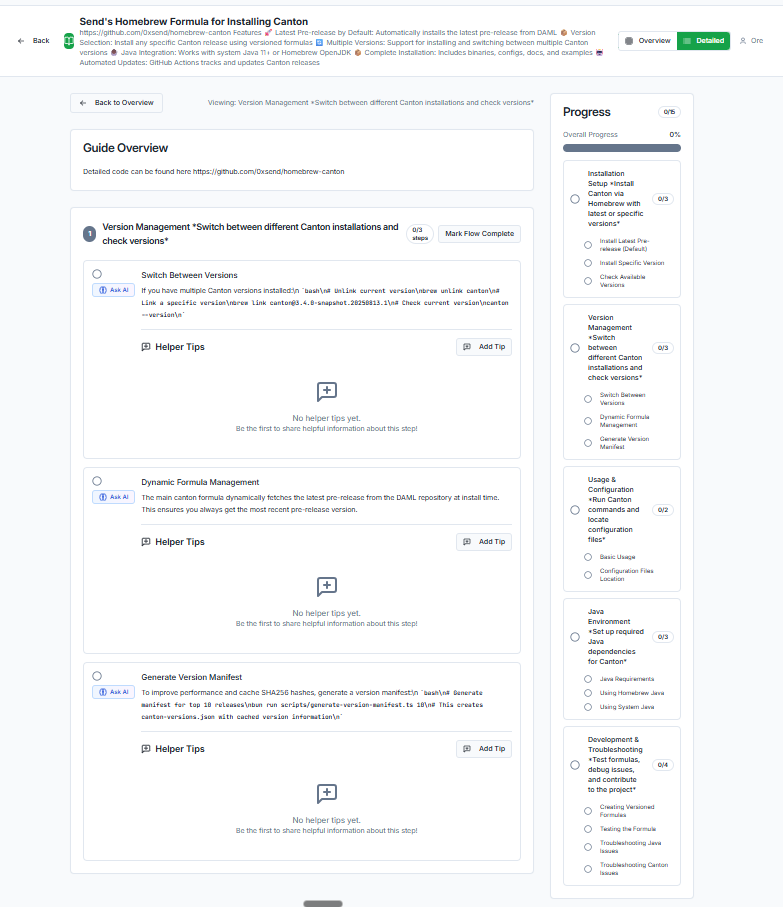 Back
Send's Homebrew Formula for Installing Canton
https://github.com/0xsend/homebrew-canton Features 🚀 Latest Pre-release by Default: Automatically installs the latest pre-release from DAML 📦 Version
Selection: Install any specific Canton release using versioned formulas 🔄 Multiple Versions: Support for installing and switching between multiple Canton
versions Java Integration: Works with system Java 11+ or Homebrew OpenJDK 📦 Complete Installation: Includes binaries, configs, docs, and examples
Automated Updates: GitHub Actions tracks and updates Canton releases
Overview
Detailed
Ore
Back to Overview
Viewing: Version Management *Switch between different Canton installations and check versions*
Guide Overview
Detailed code can be found here https://github.com/0xsend/homebrew-canton
1
Version Management *Switch between different Canton installations and
check versions*
0/3
steps
Mark Flow Complete
Switch Between Versions
Ask AI
If you have multiple Canton versions installed:\n `bash\n# Unlink current version\nbrew unlink canton\n#
Link a specific version\nbrew link canton@3.4.0-snapshot.20250813.1\n# Check current version\ncanton
--version\n`
Helper Tips
Add Tip
No helper tips yet.
Be the first to share helpful information about this step!
Dynamic Formula Management
Ask AI
The main canton formula dynamically fetches the latest pre-release from the DAML repository at install time.
This ensures you always get the most recent pre-release version.
Helper Tips
Add Tip
No helper tips yet.
Be the first to share helpful information about this step!
Generate Version Manifest
Ask AI
To improve performance and cache SHA256 hashes, generate a version manifest:\n `bash\n# Generate
manifest for top 10 releases\nbun run scripts/generate-version-manifest.ts 10\n# This creates
canton-versions.json with cached version information\n`
Helper Tips
Add Tip
No helper tips yet.
Be the first to share helpful information about this step!
Progress
0/15
Overall Progress
0%
Installation
Setup *Install
Canton via
Homebrew with
latest or specific
versions*
0/3
Install Latest Pre-
release (Default)
Install Specific Version
Check Available
Versions
Version
Management
*Switch
between
different Canton
installations and
check versions*
0/3
Switch Between
Versions
Dynamic Formula
Management
Generate Version
Manifest
Usage &
Configuration
*Run Canton
commands and
locate
configuration
files*
0/2
Basic Usage
Configuration Files
Location
Java
Environment
*Set up required
Java
dependencies
for Canton*
0/3
Java Requirements
Using Homebrew Java
Using System Java
Development &
Troubleshooting
*Test formulas,
debug issues,
and contribute
to the project*
0/4
Creating Versioned
Formulas
Testing the Formula
Troubleshooting Java
Issues
Troubleshooting Canton
Issues